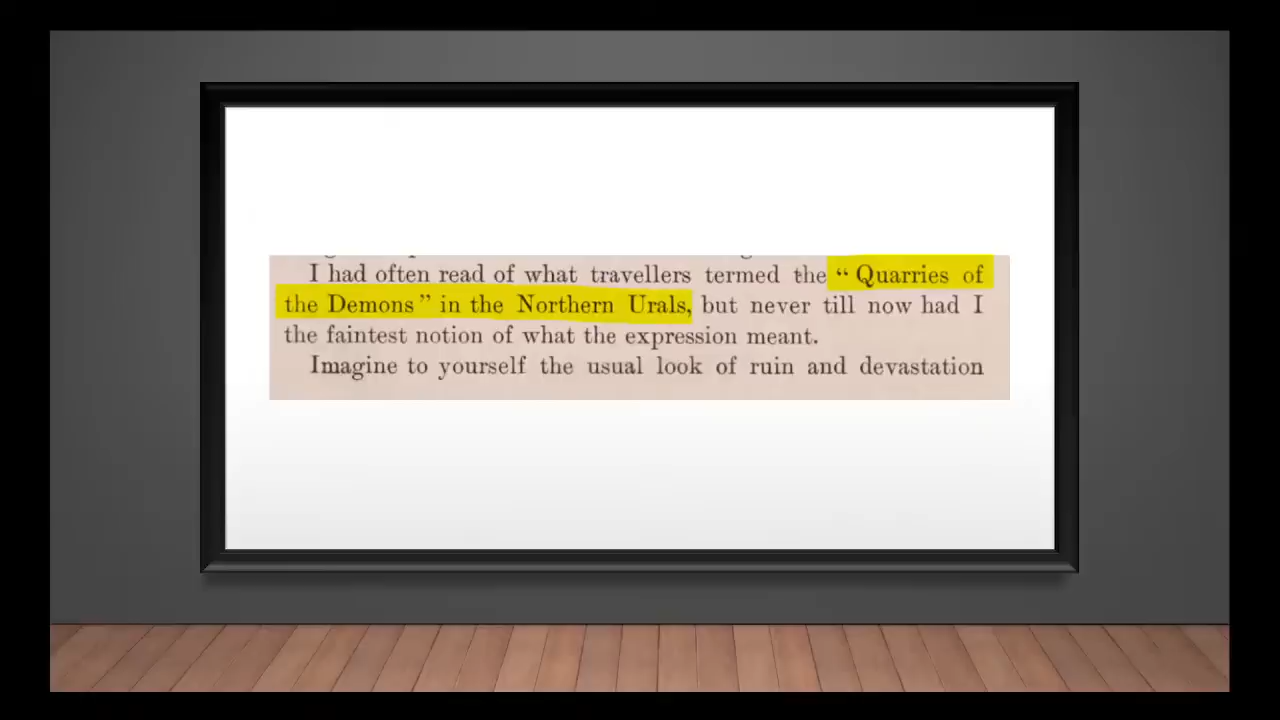 I had often read of what travellers termed the “Quarries of
the Demons” in the Northern Urals, but never till now had I
the faintest notion of what the expression meant.
Imagine to yourself the usual look of ruin and devastation